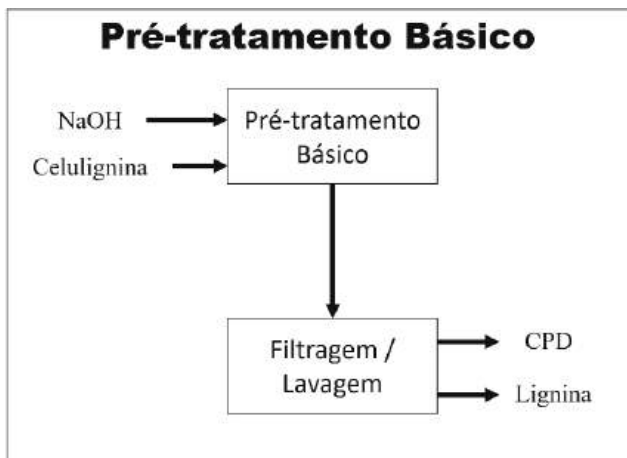 Pré-tratamento Básico
NaOH
Celulignina
Pré-tratamento
Básico
Filtragem /
Lavagem
CPD
Lignina